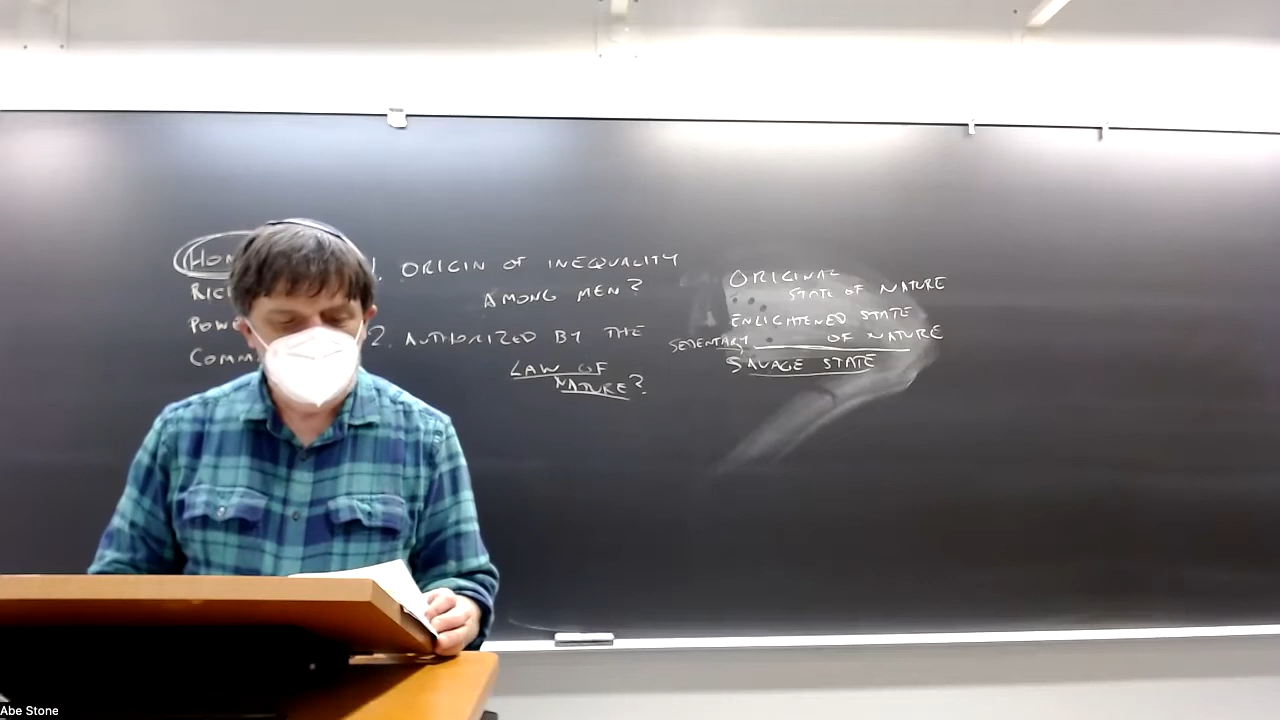 1. ORIGIN OF INEQUALITY
AMONG MEN?
2. AUTHORIZED BY THE
LAW OF
NATURE?
ORIGINAL
STATE OF NATURE
ENLIGHTENED STATE
OF NATURE
SEDENTARY
SAVAGE STATE
Abe Stone